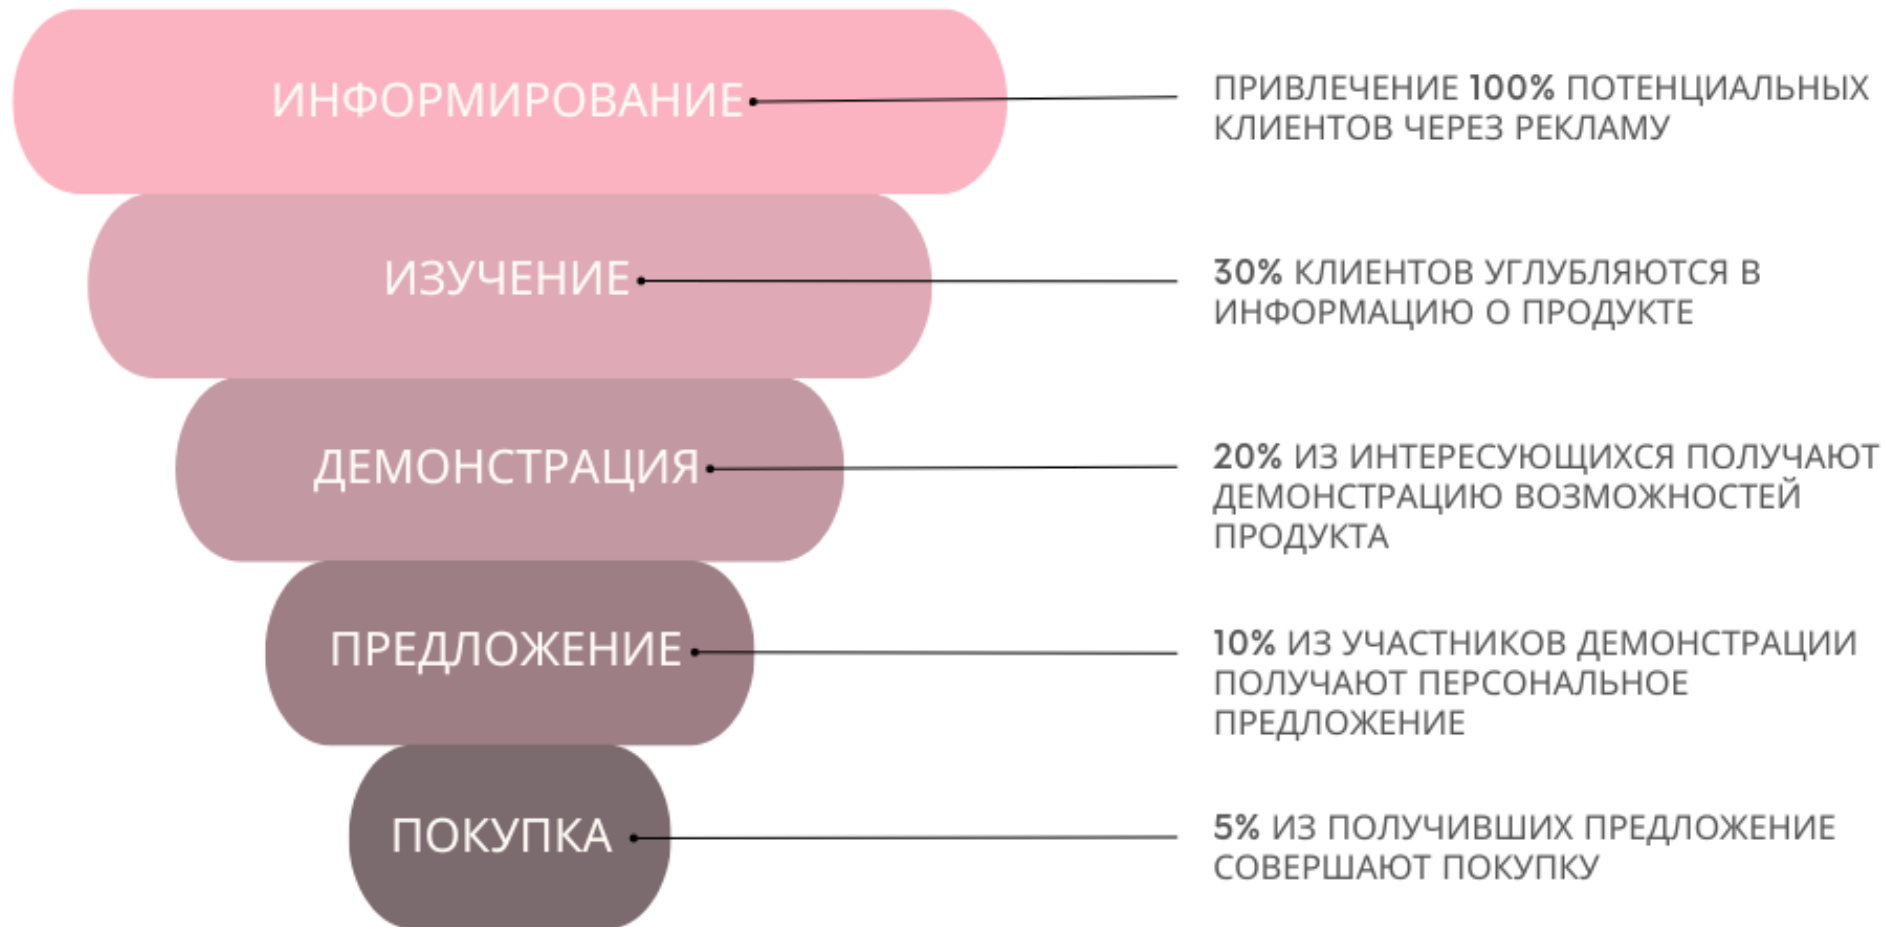 ИНФОРМИРОВАНИЕ
ПРИВЛЕЧЕНИЕ 100% ПОТЕНЦИАЛЬНЫХ
КЛИЕНТОВ ЧЕРЕЗ РЕКЛАМУ
ИЗУЧЕНИЕ
30% КЛИЕНТОВ УГЛУБЛЯЮТСЯ В
ИНФОРМАЦИЮ О ПРОДУКТЕ
ДЕМОНСТРАЦИЯ
20% ИЗ ИНТЕРЕСУЮЩИХСЯ ПОЛУЧАЮТ
ДЕМОНСТРАЦИЮ ВОЗМОЖНОСТЕЙ
ПРОДУКТА
ПРЕДЛОЖЕНИЕ
10% ИЗ УЧАСТНИКОВ ДЕМОНСТРАЦИИ
ПОЛУЧАЮТ ПЕРСОНАЛЬНОЕ
ПРЕДЛОЖЕНИЕ
ПОКУПКА
5% ИЗ ПОЛУЧИВШИХ ПРЕДЛОЖЕНИЕ
СОВЕРШАЮТ ПОКУПКУ